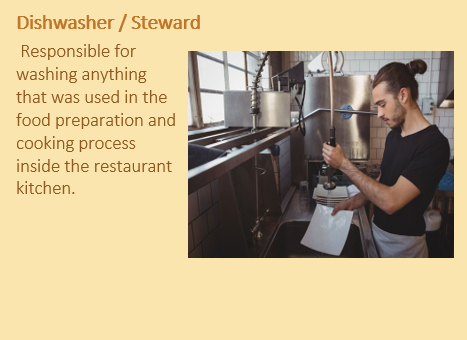 Dishwasher / Steward
Responsible for
washing anything
that was used in the
food preparation and
cooking process
inside the restaurant
kitchen.